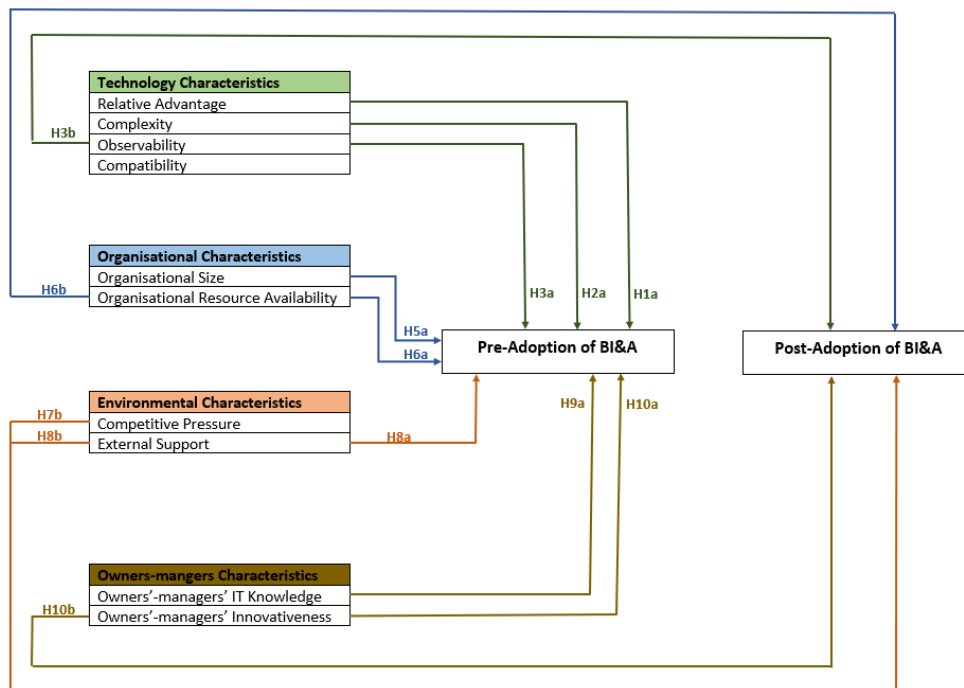 Technology Characteristics
Relative Advantage
Complexity
H3b
Observability
Compatibility
Organisational Characteristics
Organisational Size
H6b
Organisational Resource Availability
H3a
H2a
H1a
H5a
H6a
Pre-Adoption of BI&A
Post-Adoption of BI&A
Environmental Characteristics
H7b
Competitive Pressure
H8b
External Support
H8a
H9a
H10a
Owners-mangers Characteristics
Owners’-managers’ IT Knowledge
H10b
Owners’-managers’ Innovativeness